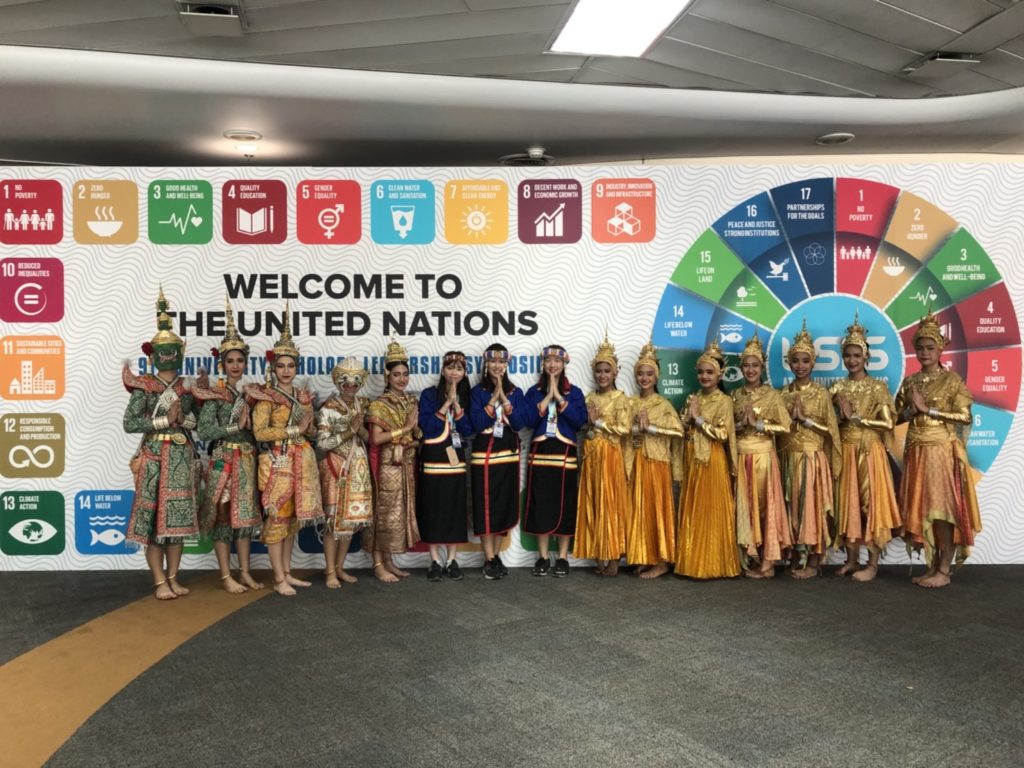 1 NO
POVERTY
2 ZERO
HUNGER
3 GOOD HEALTH
AND WELL-BEING
4 QUALITY
EDUCATION
5 GENDER
EQUALITY
6 CLEAN WATER
AND SANITATION
7 AFFORDABLE AND
CLEAN ENERGY
8 DECENT WORK AND
ECONOMIC GROWTH
9 INDUSTRY, INNOVATION
AND INFRASTRUCTURE
10 REDUCED
INEQUALITIES
11 SUSTAINABLE CITIES
AND COMMUNITIES
12 RESPONSIBLE
CONSUMPTION
AND PRODUCTION
13 CLIMATE
ACTION
14 LIFE BELOW
WATER
WELCOME TO
THE UNITED NATIONS
17
PARTNERSHIPS
FOR THE GOALS
1
NO
POVERTY
2
ZERO
HUNGER
3
GOOD HEALTH
AND WELL-BEING
4
QUALITY
EDUCATION
5
GENDER
EQUALITY
6
16
PEACE AND JUSTICE
STRONG INSTITUTIONS
15
LIFE ON
LAND
14
LIFE BELOW
WATER
13
CLIMATE
ACTION